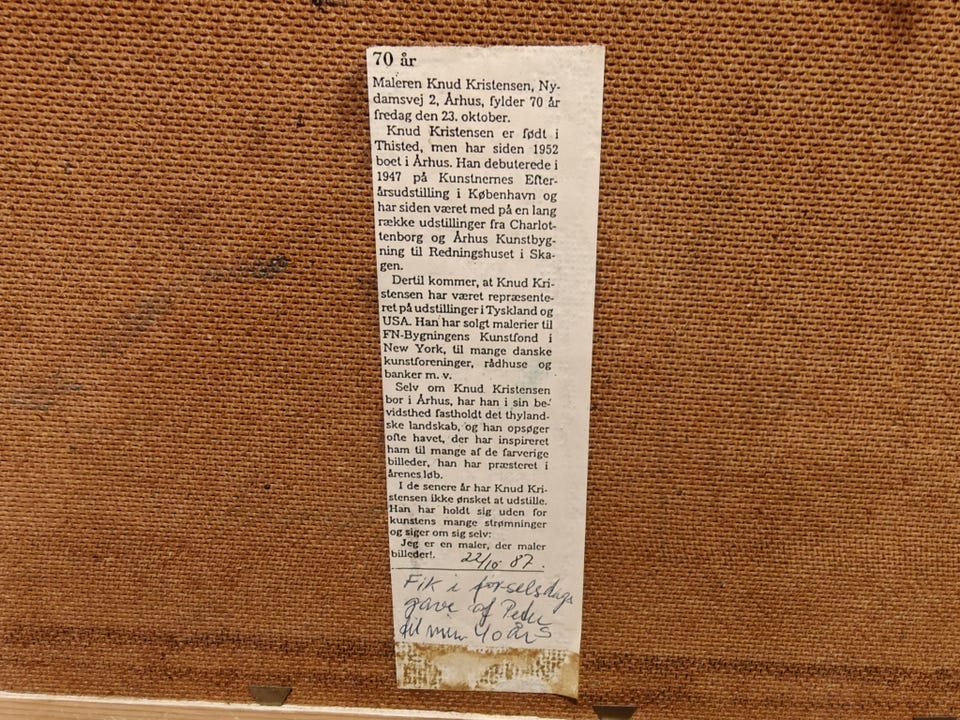 70 år
Maleren Knud Kristensen, Ny-
damsvej 2, Århus, fylder 70 år
fredag den 23. oktober.
Knud Kristensen er født i
Thisted, men har siden 1952
boet i Århus. Han debuterede i
1947 på Kunstnernes Efter-
årsudstilling i København og
har siden været med på en lang
række udstillinger fra Charlot-
tenborg og Århus Kunstbyg-
ning til Redningshuset i Ska-
gen.
Dertil kommer, at Knud Kri-
stensen har været repræsente-
ret på udstillinger i Tyskland og
USA. Han har solgt malerier til
FN-Bygningens Kunstfond i
New York, til mange danske
kunstforeninger, rådhuse og
banker m. v.
Selv om Knud Kristensen
bor i Århus, har han i sin be-
vidsthed fastholdt det thyland-
ske landskab, og han opsøger
ofte havet, der har inspireret
ham til mange af de farverige
billeder, han har præsteret i
årenes løb.
I de senere år har Knud Kri-
stensen ikke ønsket at udstille.
Han har holdt sig uden for
kunstens mange strømninger
og siger om sig selv:
Jeg er en maler, der maler
billeder!. 22/10 87.
Fik i førselsdags
gave af Peder
til min 40 års